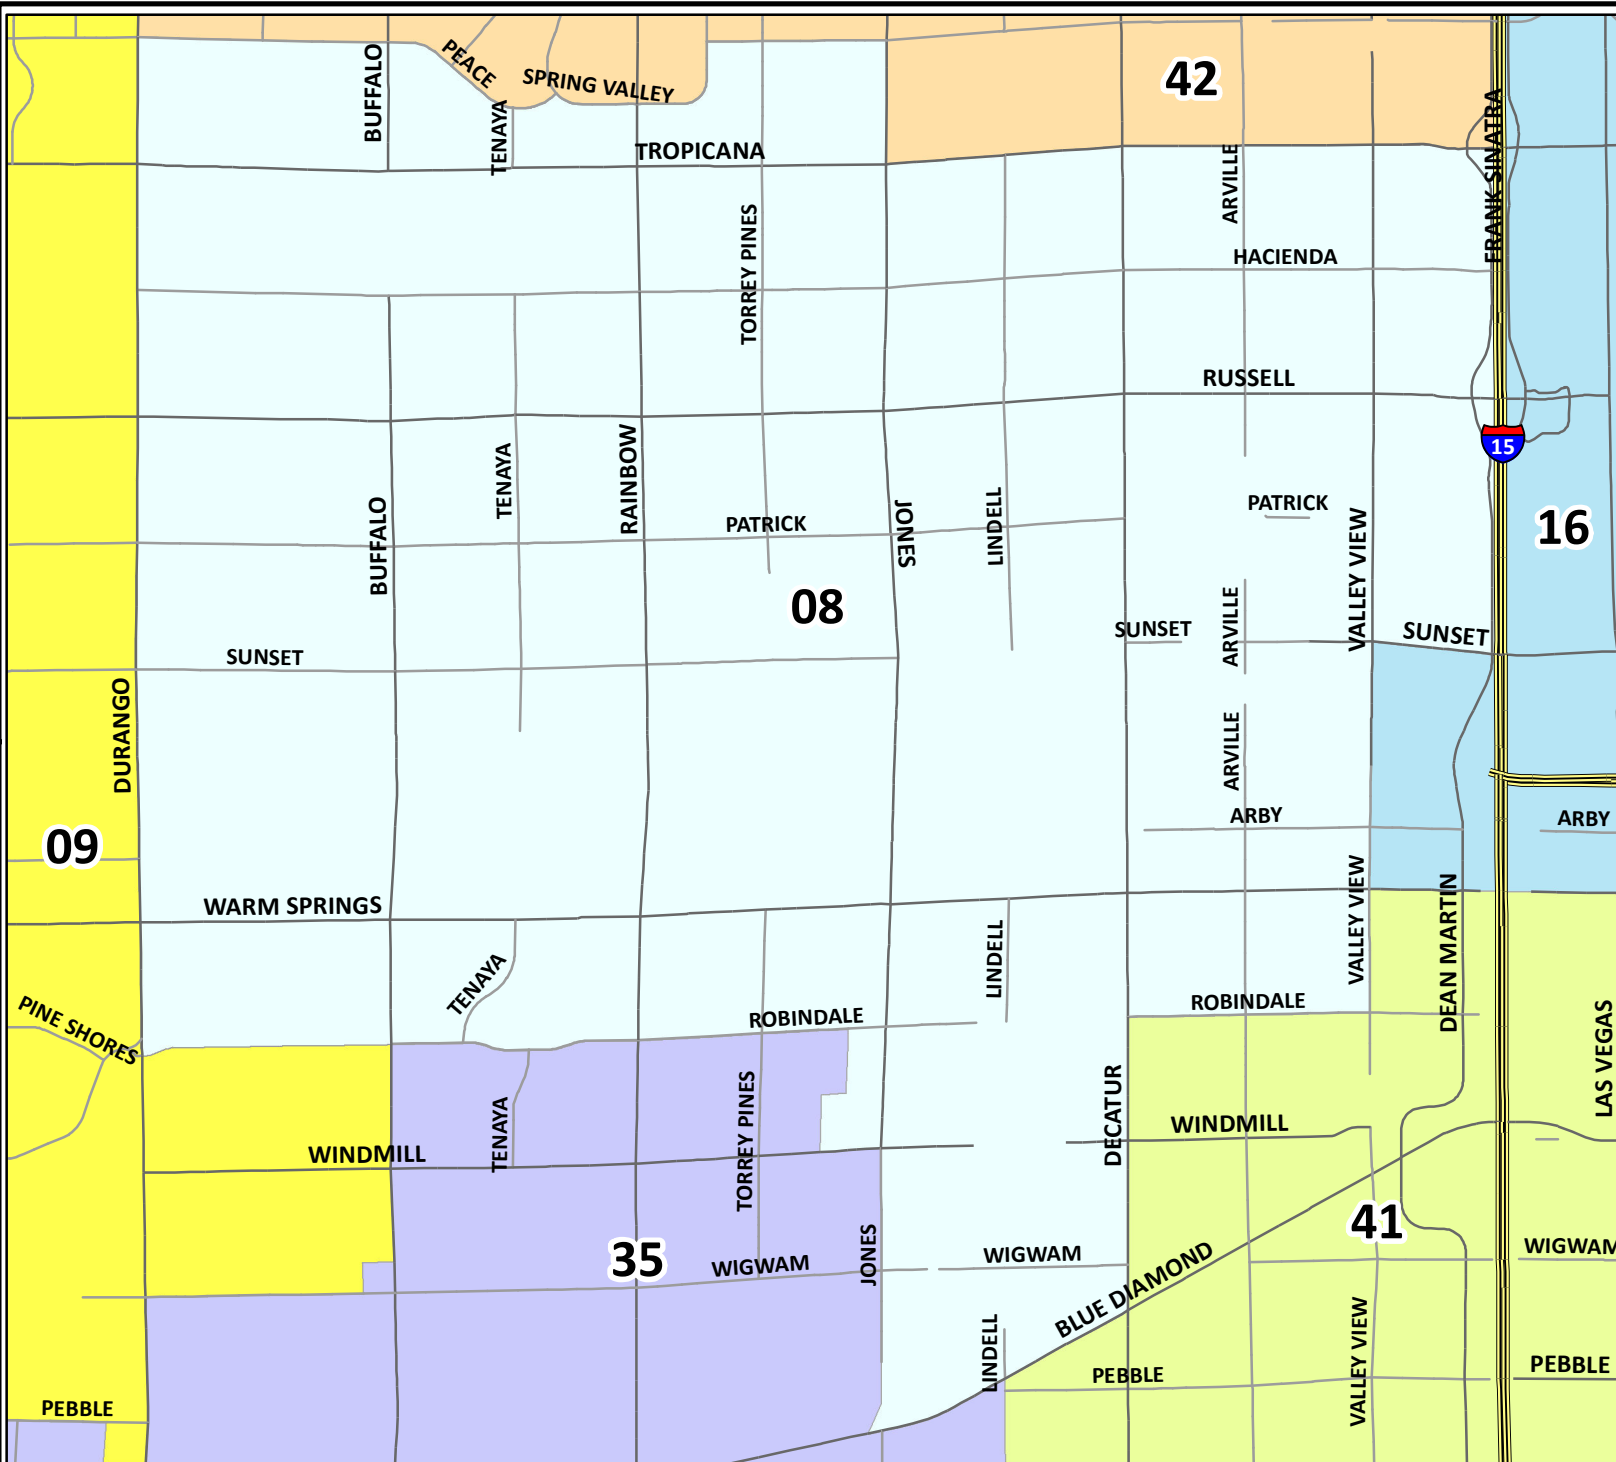 PEACE
SPRING VALLEY
42
BUFFALO
TENAYA
TROPICANA
ARVILLE
FRANK SINATRA
TORREY PINES
HACIENDA
RUSSELL
RAINBOW
TENAYA
15
BUFFALO
JONES
LINDELL
PATRICK
PATRICK
VALLEY VIEW
16
08
ARVILLE
SUNSET
SUNSET
SUNSET
DURANGO
ARVILLE
09
ARBY
ARBY
WARM SPRINGS
VALLEY VIEW
DEAN MARTIN
LINDELL
TENAYA
PINE SHORES
ROBINDALE
ROBINDALE
LAS VEGAS
TENAYA
TORREY PINES
DECATUR
WINDMILL
WINDMILL
41
35
WIGWAM
JONES
WIGWAM
WIGWAM
BLUE DIAMOND
LINDELL
VALLEY VIEW
PEBBLE
PEBBLE
PEBBLE